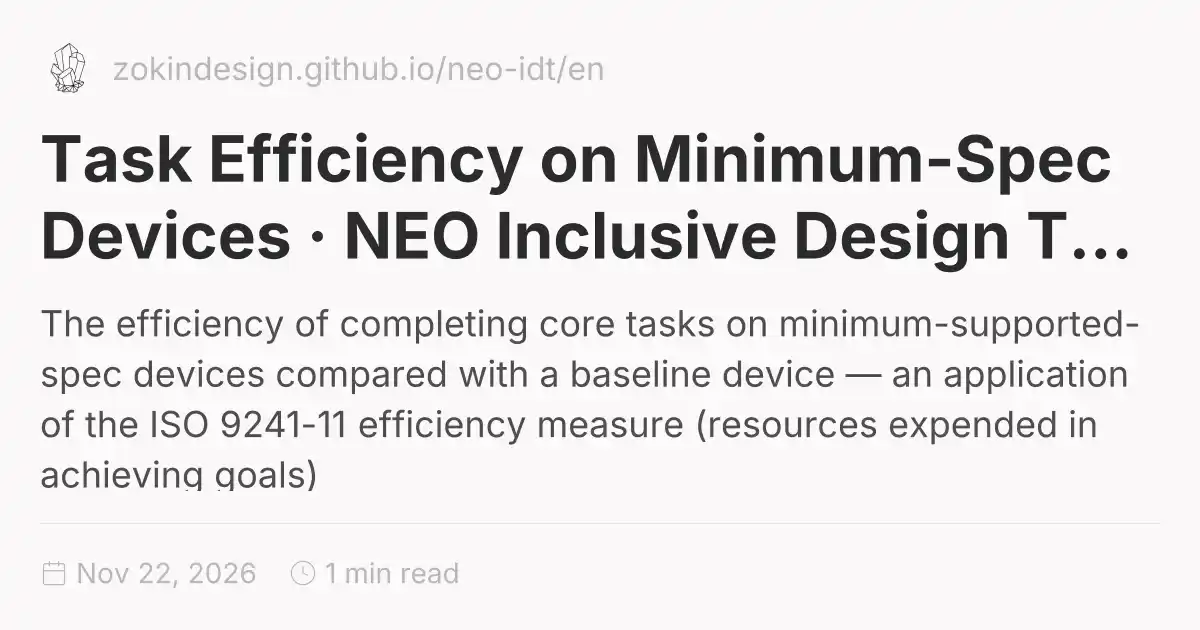 zokindesign.github.io/neo-idt/en
Task Efficiency on Minimum-Spec
Devices · NEO Inclusive Design T...
The efficiency of completing core tasks on minimum-supported-
spec devices compared with a baseline device — an application
of the ISO 9241-11 efficiency measure (resources expended in
achieving goals)
Nov 22, 2026 1 min read